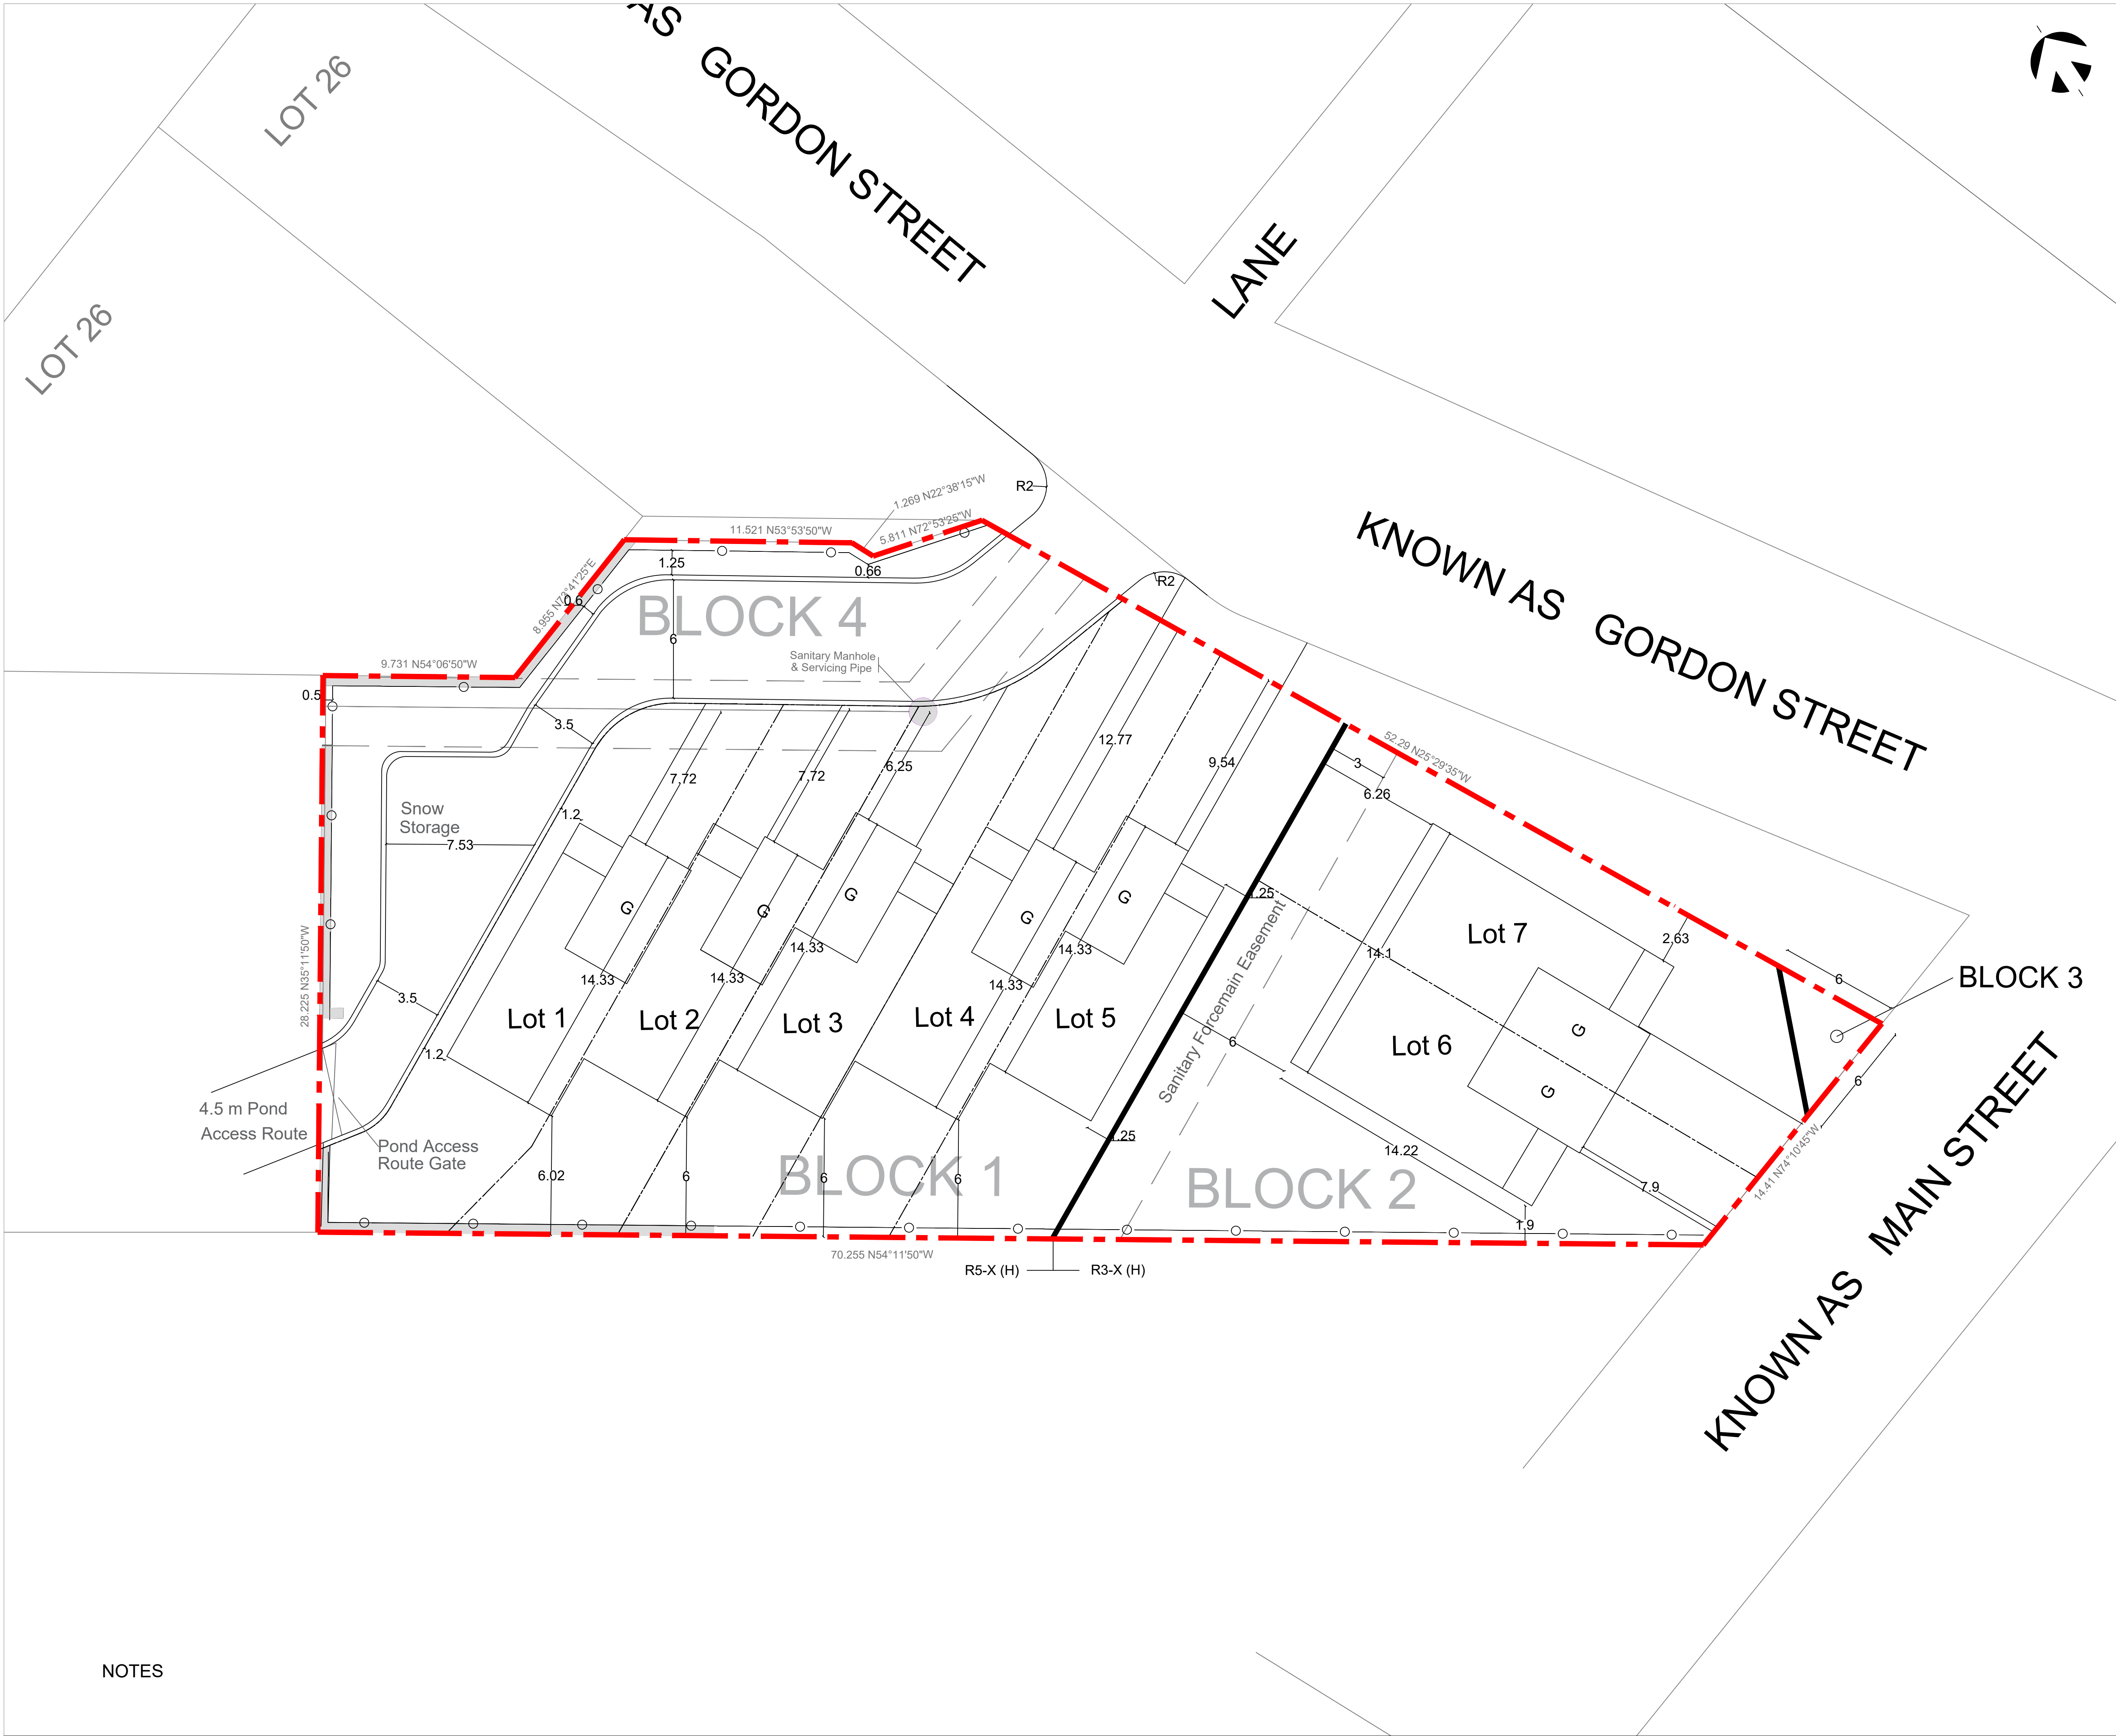 AS GORDON STREET
LOT 26
LOT 26
LANE
KNOWN AS GORDON STREET
1.269 N22°38'15"W
R2
11.521 N53°53'50"W
5.811 N72°53'25"W
1.25
0.66
8.955 N73°41'25"E
0.6
R2
BLOCK 4
6
Sanitary Manhole
& Servicing Pipe
9.731 N54°06'50"W
0.5
3.5
12.77
9.54
6.25
7.72
7.72
52.29 N25°29'35"W
3
6.26
Snow
Storage
7.53
1.2
G
G
G
G
G
1.25
14.1
Lot 7
2.63
6
BLOCK 3
14.33
14.33
14.33
14.33
14.33
28.225 N35°11'50"W
3.5
Lot 1
Lot 2
Lot 3
Lot 4
Lot 5
Sanitary Forcemain Easement
6
Lot 6
G
G
6
1.2
4.5 m Pond
Access Route
Pond Access
Route Gate
1.25
14.22
6.02
6
6
6
BLOCK 1
BLOCK 2
7.9
1.9
14.41 N74°10'45"W
KNOWN AS MAIN STREET
70.255 N54°11'50"W
R5-X (H)
R3-X (H)
NOTES